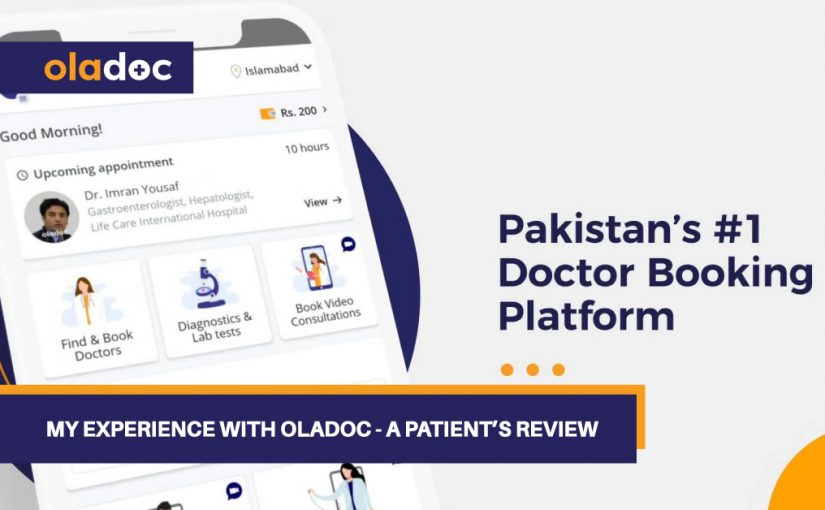 oladoc
Islamabad
Good Morning!
Rs. 200
Upcoming appointment
10 hours
Dr. Imran Yousaf
Gastroenterologist, Hepatologist,
Life Care International Hospital
View →
oladoc
Find & Book
Doctors
Diagnostics &
Lab tests
Book Video
Consultations
Pakistan's #1
Doctor Booking
Platform
MY EXPERIENCE WITH OLADOC - A PATIENT'S REVIEW